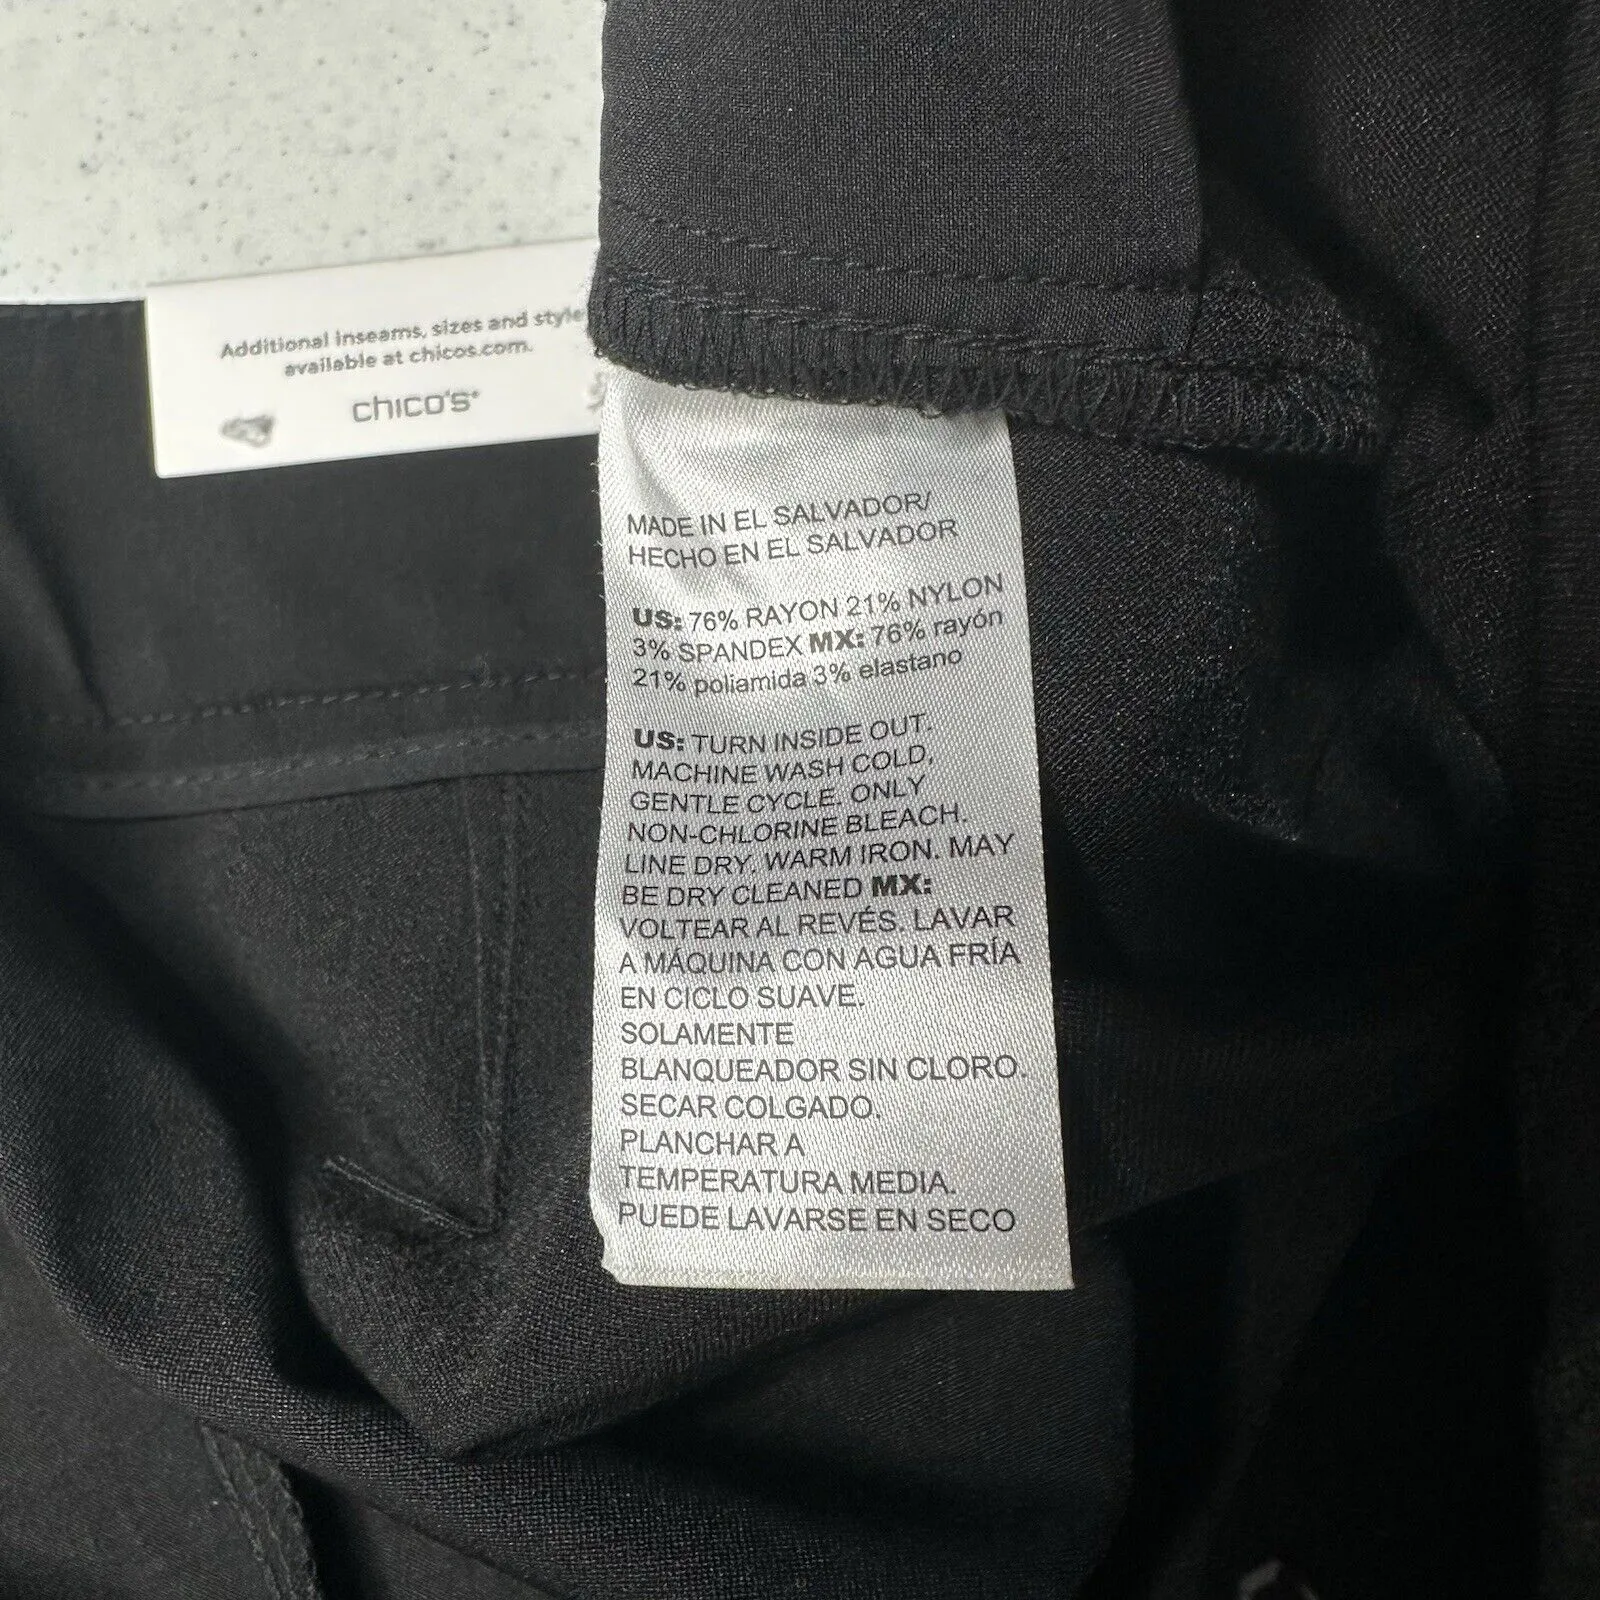 Additional inseams, sizes and style
available at chicos.com.
chico's
MADE IN EL SALVADOR/
HECHO EN EL SALVADOR
US: 76% RAYON 21% NYLON
3% SPANDEX MX: 76% rayón
21% poliamida 3% elastano
US: TURN INSIDE OUT.
MACHINE WASH COLD,
GENTLE CYCLE. ONLY
NON-CHLORINE BLEACH.
LINE DRY. WARM IRON. MAY
BE DRY CLEANED MX:
VOLTEAR AL REVÉS. LAVAR
A MÁQUINA CON AGUA FRÍA
EN CICLO SUAVE.
SOLAMENTE
BLANQUEADOR SIN CLORO.
SECAR COLGADO.
PLANCHAR A
TEMPERATURA MEDIA.
PUEDE LAVARSE EN SECO